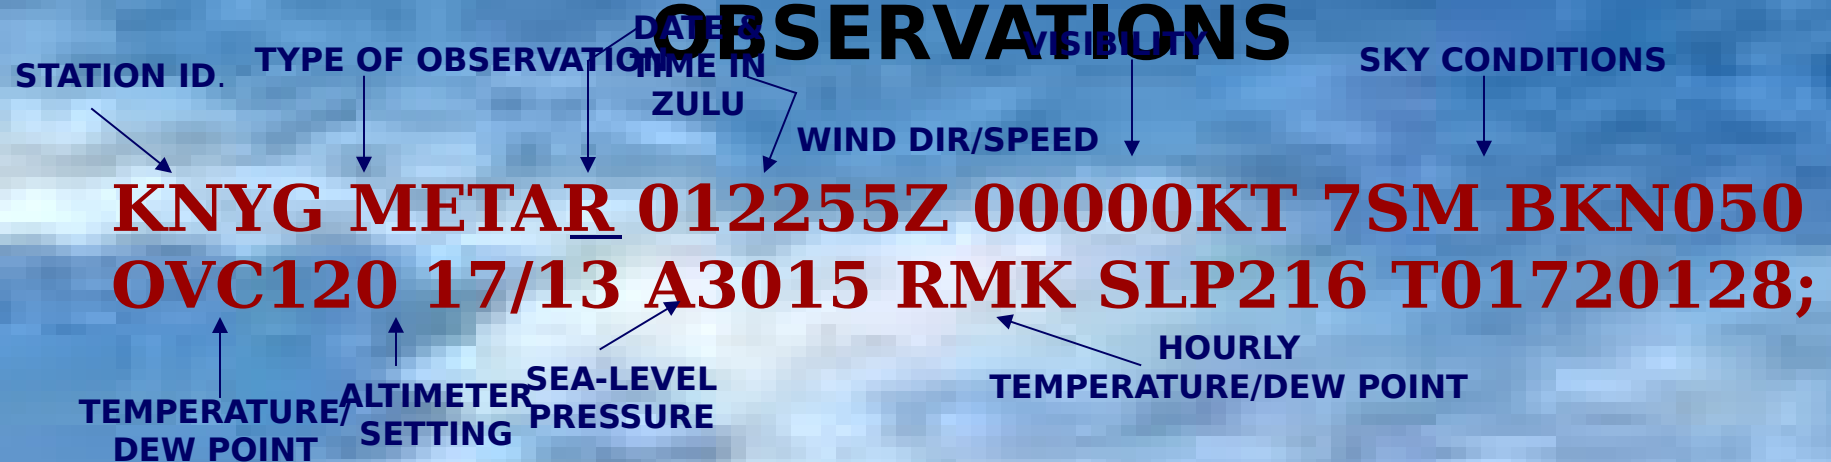 OBSERVATIONS
STATION ID.
TYPE OF OBSERVATION
DATE &
TIME IN
ZULU
VISIBILITY
SKY CONDITIONS
WIND DIR/SPEED
KNYG METAR 012255Z 00000KT 7SM BKN050
OVC120 17/13 A3015 RMK SLP216 T01720128;
TEMPERATURE/
DEW POINT
ALTIMETER
SETTING
SEA-LEVEL
PRESSURE
HOURLY
TEMPERATURE/DEW POINT